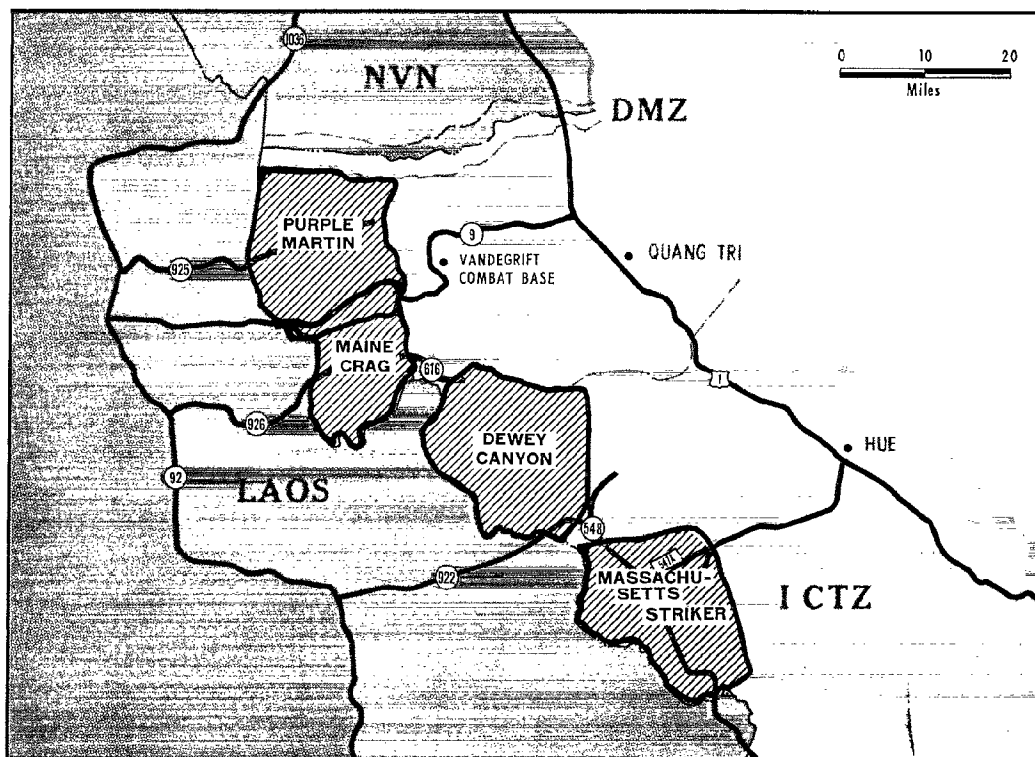 1036
NVN
0 10 20
Miles
DMZ
PURPLE
MARTIN
9
VANDEGRIFT
COMBAT BASE
QUANG TRI
925
MAINE
CRAG
616
1
926
DEWEY
CANYON
HUE
92
LAOS
548
922
MASSACHU-
SETTS
STRIKER
I CTZ